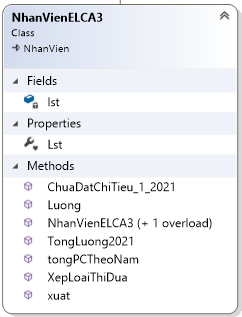 NhanVienELCA3
Class
NhanVien
Fields
lst
Properties
Lst
Methods
ChuaDatChiTieu_1_2021
Luong
NhanVienELCA3 (+ 1 overload)
TongLuong2021
tongPCTheoNam
XepLoaiThiDua
xuat